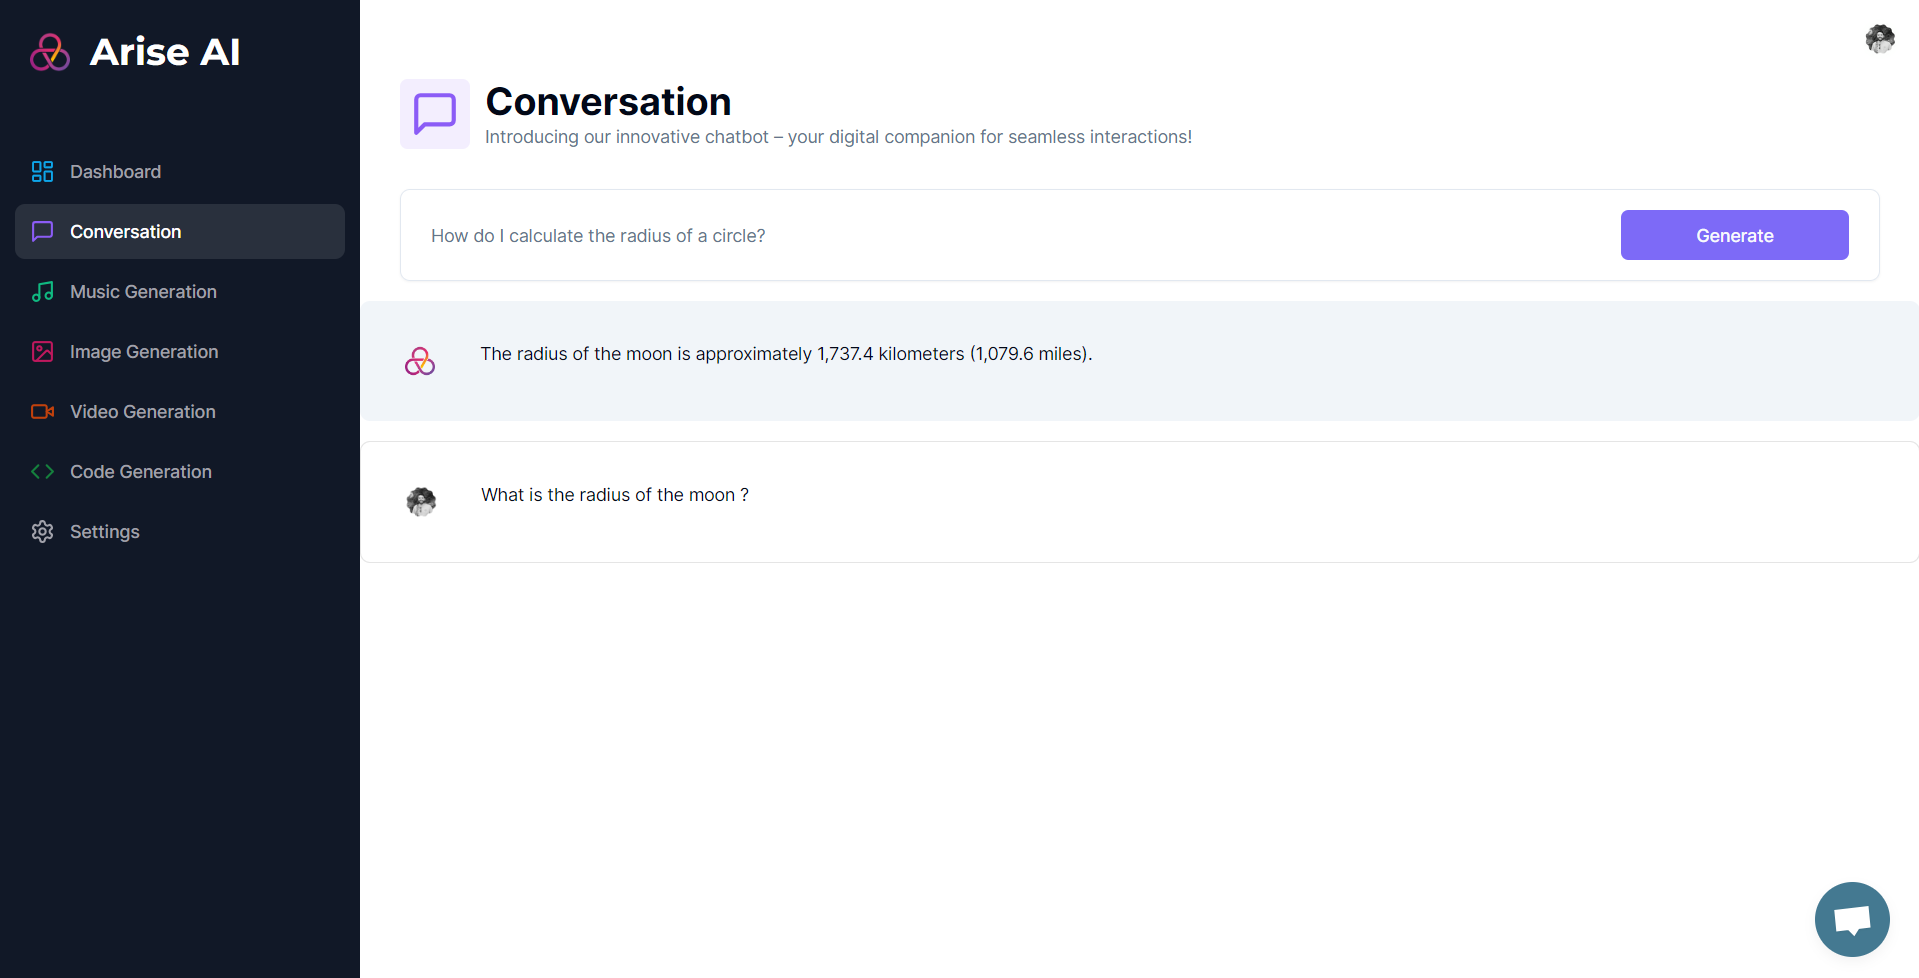 Arise AI
Dashboard
Conversation
Music Generation
Image Generation
Video Generation
Code Generation
Settings
Conversation
Introducing our innovative chatbot – your digital companion for seamless interactions!
How do I calculate the radius of a circle?
Generate
The radius of the moon is approximately 1,737.4 kilometers (1,079.6 miles).
What is the radius of the moon ?